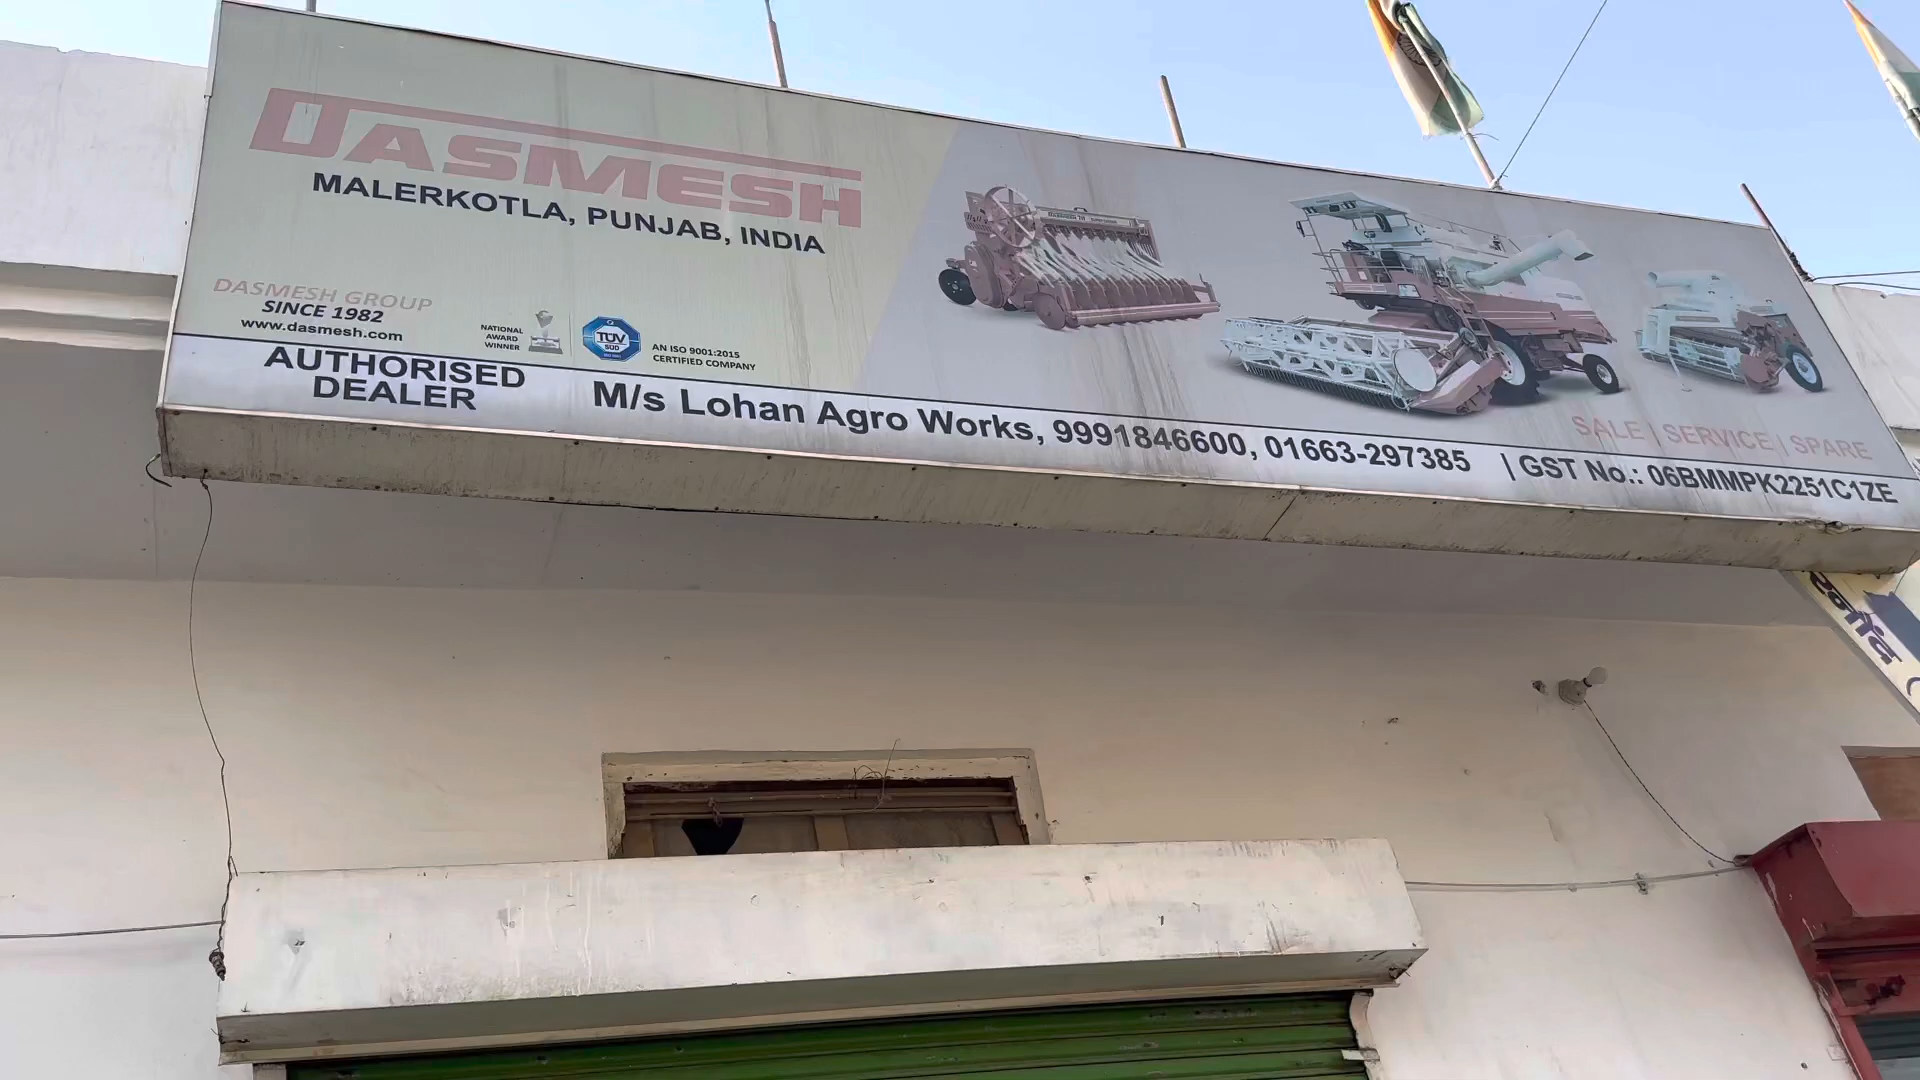 DASMESH
MALERKOTLA, PUNJAB, INDIA
DASMESH GROUP
SINCE 1982
www.dasmesh.com
NATIONAL
AWARD
WINNER
TÜV
SÜD
AN ISO 9001:2015
CERTIFIED COMPANY
SALE | SERVICE | SPARE
AUTHORISED
DEALER
M/s Lohan Agro Works, 9991846600, 01663-297385 | GST No.: 06BMMPK2251C1ZE